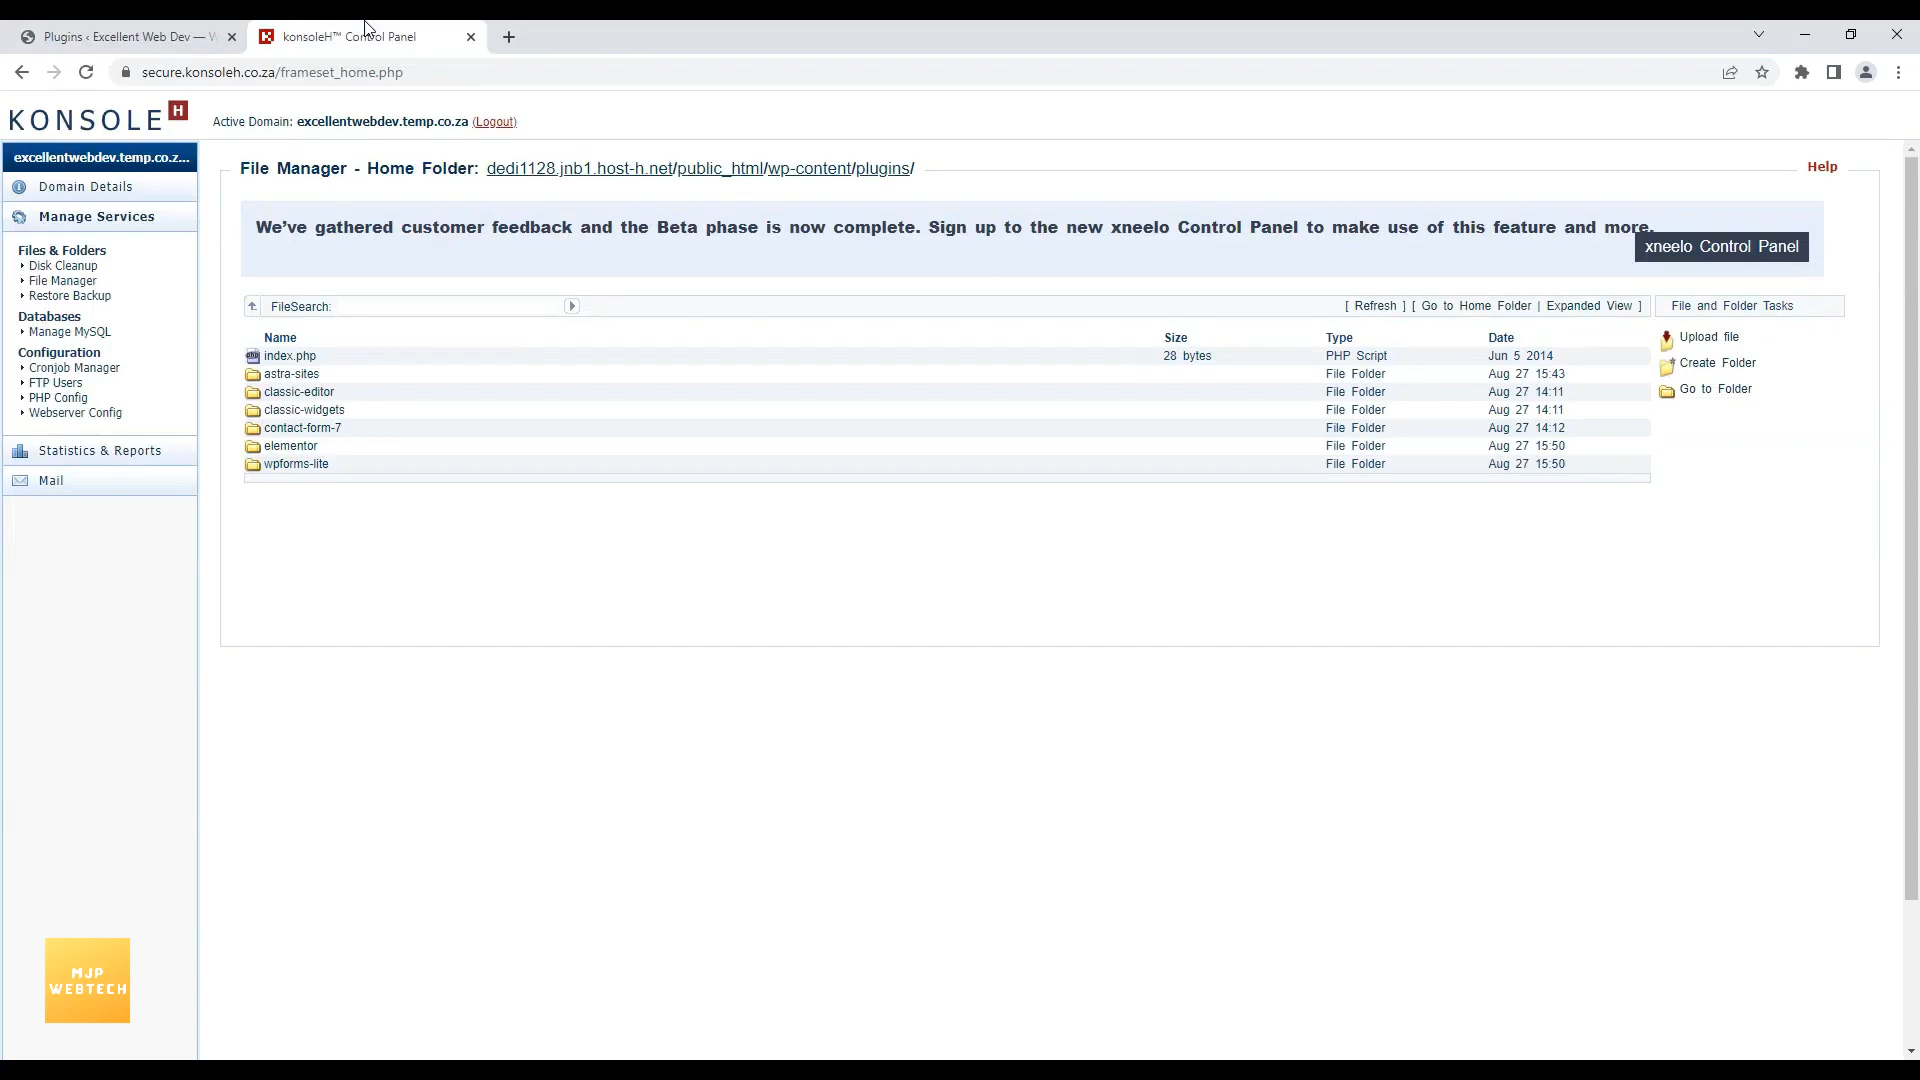 Plugins ‹ Excellent Web Dev — W
konsoleH™ Control Panel
secure.konsoleh.co.za/frameset_home.php
KONSOLE H
Active Domain: excellentwebdev.temp.co.za (Logout)
excellentwebdev.temp.co.z...
Domain Details
Manage Services
Files & Folders
Disk Cleanup
File Manager
Restore Backup
Databases
Manage MySQL
Configuration
Cronjob Manager
FTP Users
PHP Config
Webserver Config
Statistics & Reports
Mail
File Manager - Home Folder: dedi1128.jnb1.host-h.net/public_html/wp-content/plugins/
Help
We've gathered customer feedback and the Beta phase is now complete. Sign up to the new xneelo Control Panel to make use of this feature and more.
xneelo Control Panel
FileSearch:
[ Refresh ] [ Go to Home Folder | Expanded View ]
File and Folder Tasks
Name Size Type Date
index.php 28 bytes PHP Script Jun 5 2014
astra-sites File Folder Aug 27 15:43
classic-editor File Folder Aug 27 14:11
classic-widgets File Folder Aug 27 14:11
contact-form-7 File Folder Aug 27 14:12
elementor File Folder Aug 27 15:50
wpforms-lite File Folder Aug 27 15:50
Upload file
Create Folder
Go to Folder
MJP
WEBTECH